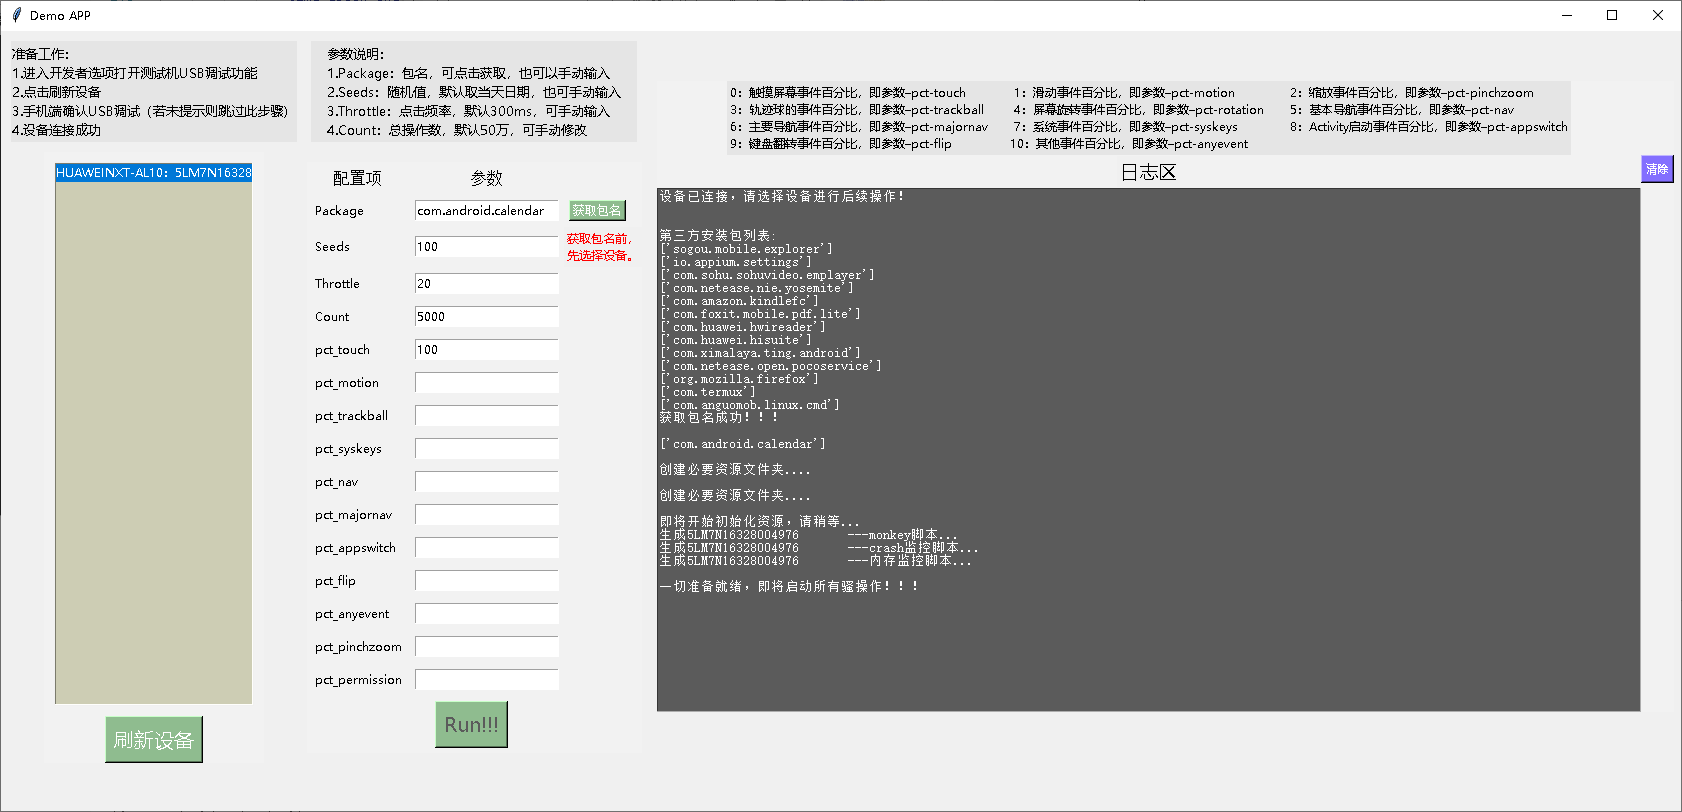 Demo APP
准备工作:
1.进入开发者选项打开测试机USB调试功能
2.点击刷新设备
3.手机端确认USB调试（若未提示则跳过此步骤)
4.设备连接成功
参数说明:
1.Package：包名，可点击获取，也可以手动输入
2.Seeds：随机值，默认取当天日期，也可手动输入
3.Throttle：点击频率，默认300ms，可手动输入
4.Count：总操作数，默认50万，可手动修改
0：触摸屏幕事件百分比，即参数–pct-touch 1：滑动事件百分比，即参数–pct-motion 2：缩放事件百分比，即参数–pct-pinchzoom
3：轨迹球的事件百分比，即参数–pct-trackball 4：屏幕旋转事件百分比，即参数–pct-rotation 5：基本导航事件百分比，即参数–pct-nav
6：主要导航事件百分比，即参数–pct-majornav 7：系统事件百分比，即参数–pct-syskeys 8：Activity启动事件百分比，即参数–pct-appswitch
9：键盘翻转事件百分比，即参数–pct-flip 10：其他事件百分比，即参数–pct-anyevent
HUAWEINXT-AL10：5LM7N16328
刷新设备
配置项 参数
Package com.android.calendar 获取包名
获取包名前，
先选择设备。
Seeds 100
Throttle 20
Count 5000
pct_touch 100
pct_motion
pct_trackball
pct_syskeys
pct_nav
pct_majornav
pct_appswitch
pct_flip
pct_anyevent
pct_pinchzoom
pct_permission
Run!!!
日志区
清除
设备已连接，请选择设备进行后续操作！
第三方安装包列表:
['sogou.mobile.explorer']
['io.appium.settings']
['com.sohu.sohuvideo.emplayer']
['com.netease.nie.yosemite']
['com.amazon.kindlefc']
['com.foxit.mobile.pdf.lite']
['com.huawei.hwireader']
['com.huawei.hisuite']
['com.ximalaya.ting.android']
['com.netease.open.pocoservice']
['org.mozilla.firefox']
['com.termux']
['com.anguomob.linux.cmd']
获取包名成功！！！
['com.android.calendar']
创建必要资源文件夹....
创建必要资源文件夹....
即将开始初始化资源，请稍等...
生成5LM7N16328004976 ---monkey脚本...
生成5LM7N16328004976 ---crash监控脚本...
生成5LM7N16328004976 ---内存监控脚本...
一切准备就绪，即将启动所有骚操作！！！